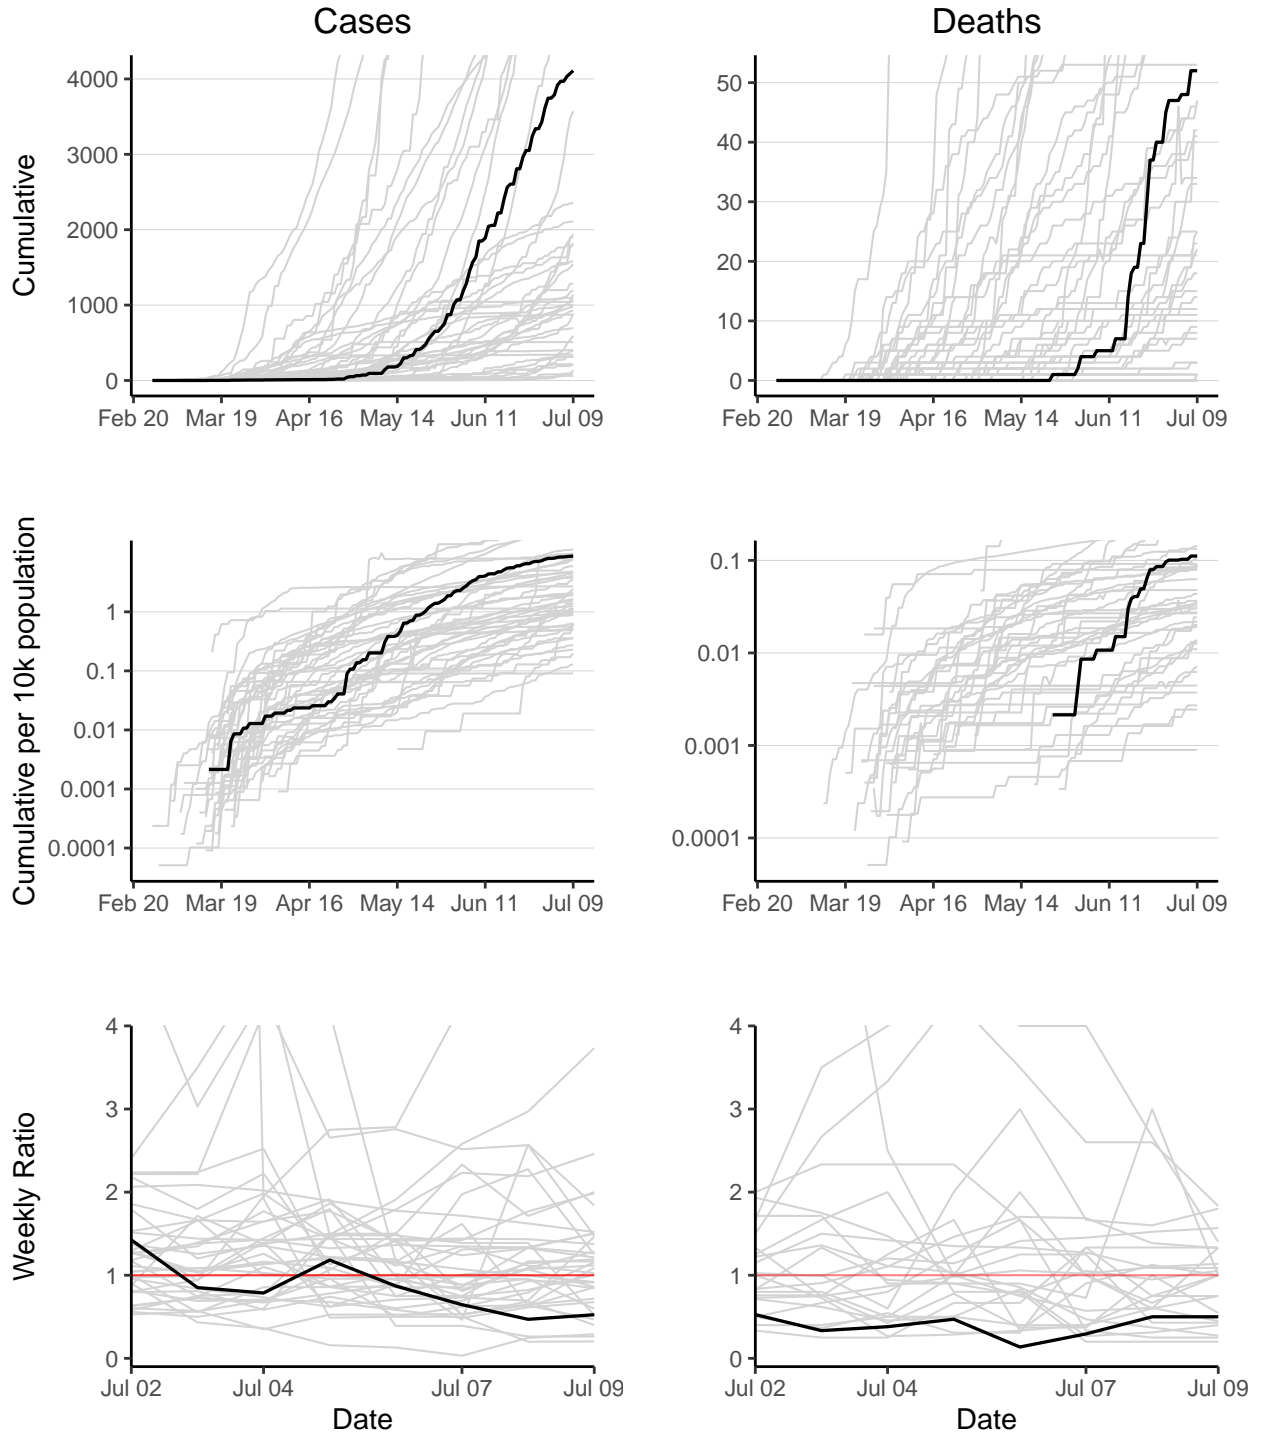 Cases
Deaths
Cumulative
4000
3000
2000
1000
0
Feb 20 Mar 19 Apr 16 May 14 Jun 11 Jul 09
50
40
30
20
10
0
Feb 20 Mar 19 Apr 16 May 14 Jun 11 Jul 09
Cumulative per 10k population
1
0.1
0.01
0.001
0.0001
Feb 20 Mar 19 Apr 16 May 14 Jun 11 Jul 09
0.1
0.01
0.001
0.0001
Feb 20 Mar 19 Apr 16 May 14 Jun 11 Jul 09
Weekly Ratio
4
3
2
1
0
Jul 02 Jul 04 Jul 07 Jul 09
Date
4
3
2
1
0
Jul 02 Jul 04 Jul 07 Jul 09
Date